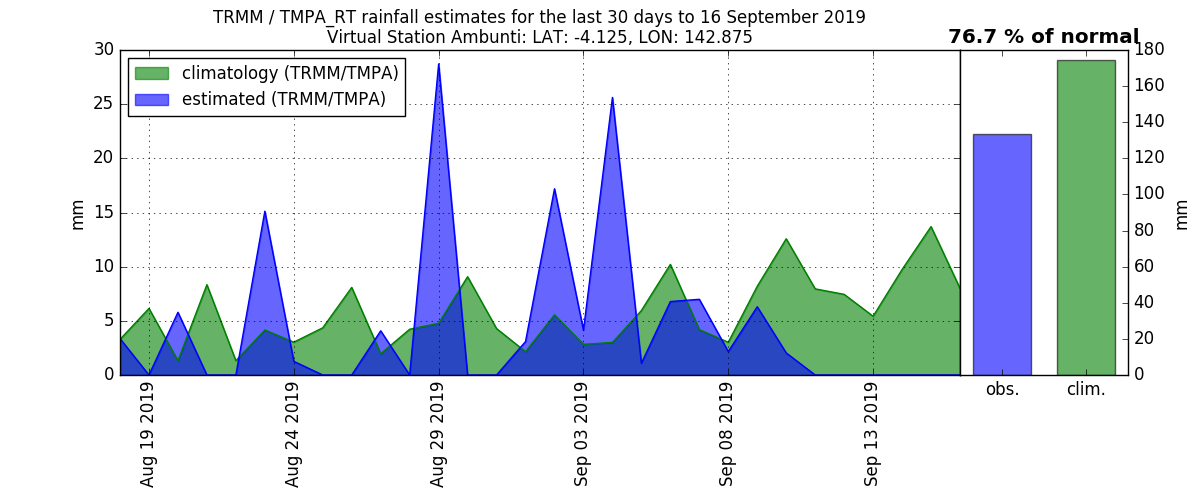 TRMM / TMPA_RT rainfall estimates for the last 30 days to 16 September 2019
Virtual Station Ambunti: LAT: -4.125, LON: 142.875
76.7 % of normal
climatology (TRMM/TMPA)
estimated (TRMM/TMPA)
30
25
20
15
10
5
0
mm
Aug 19 2019
Aug 24 2019
Aug 29 2019
Sep 03 2019
Sep 08 2019
Sep 13 2019
180
160
140
120
100
80
60
40
20
0
mm
obs.
clim.